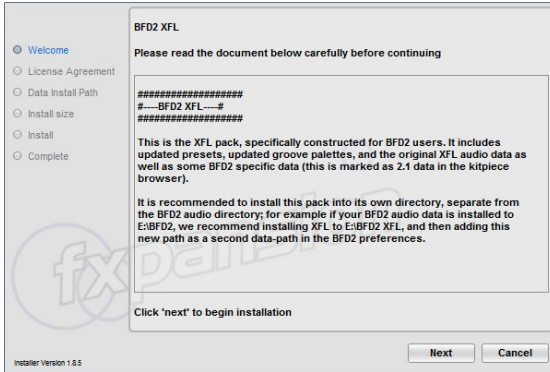 BFD2 XFL
Please read the document below carefully before continuing
Welcome
License Agreement
Data Install Path
Install size
Install
Complete
###################
#----BFD2 XFL----#
###################
This is the XFL pack, specifically constructed for BFD2 users. It includes
updated presets, updated groove palettes, and the original XFL audio data as
well as some BFD2 specific data (this is marked as 2.1 data in the kitpiece
browser).
It is recommended to install this pack into its own directory, separate from
the BFD2 audio directory; for example if your BFD2 audio data is installed to
E:\BFD2, we recommend installing XFL to E:\BFD2 XFL, and then adding this
new path as a second data-path in the BFD2 preferences.
fxpansion
Click 'next' to begin installation
Next
Cancel
Installer Version 1.8.5